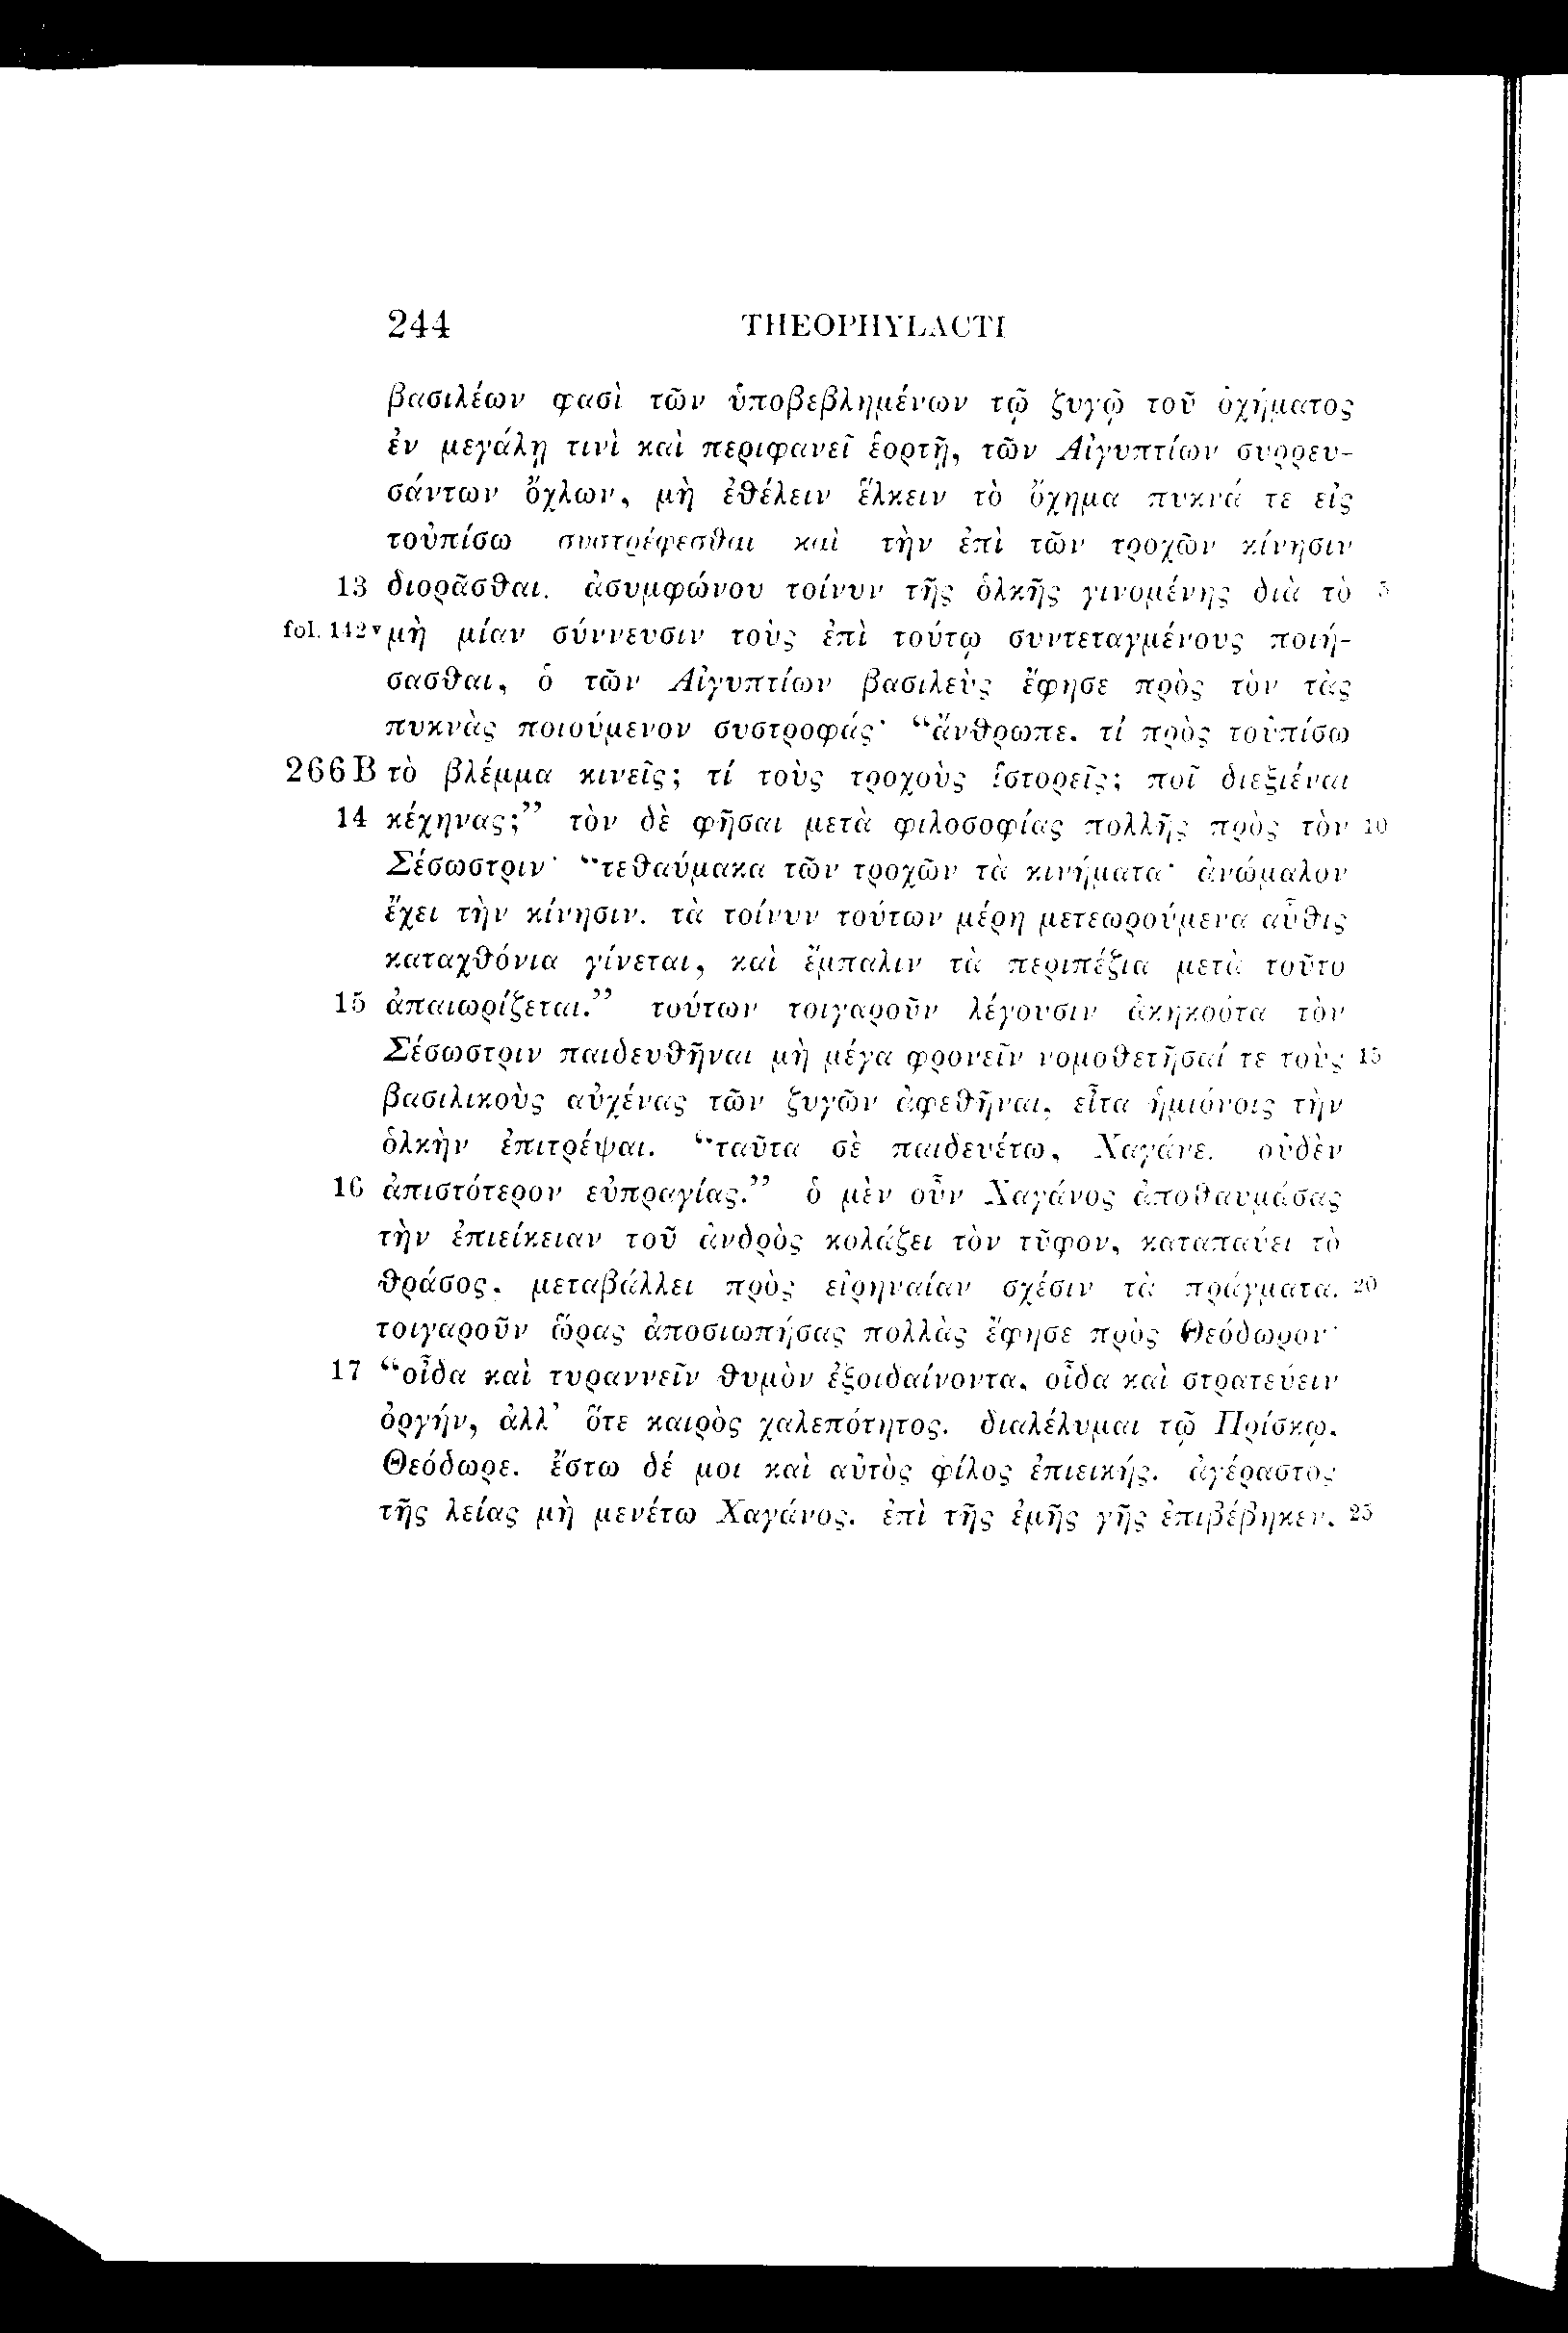 244 THEOPHYLACTI
βασιλέων φασὶ τῶν ὑποβεβλημένων τῷ ζυγῷ τοῦ ὀχήματος
ἐν μεγάλῃ τινὶ καὶ περιφανεῖ ἑορτῇ, τῶν Αἰγυπτίων συρρευ-
σάντων ὄχλων, μὴ ἐθέλειν ἕλκειν τὸ ὄχημα πυκνά τε εἰς
τοὐπίσω συστρέφεσθαι καὶ τὴν ἐπὶ τῶν τροχῶν κίνησιν
13 διορᾶσθαι. ἀσυμφώνου τοίνυν τῆς ὁλκῆς γινομένης διὰ τὸ 5
fol. 142v μὴ μίαν σύννευσιν τοὺς ἐπὶ τούτῳ συντεταγμένους ποιή-
σασθαι, ὁ τῶν Αἰγυπτίων βασιλεὺς ἔφησε πρὸς τὸν τὰς
πυκνὰς ποιούμενον συστροφάς· “ἄνθρωπε, τί πρὸς τοὐπίσω
266B τὸ βλέμμα κινεῖς; τί τοὺς τροχοὺς ἱστορεῖς; ποῖ διεξιέναι
14 κέχηνας;” τὸν δὲ φῆσαι μετὰ φιλοσοφίας πολλῆς πρὸς τὸν 10
Σέσωστριν· “τεθαύμακα τῶν τροχῶν τὰ κινήματα· ἀνώμαλον
ἔχει τὴν κίνησιν. τὰ τοίνυν τούτων μέρη μετεωρούμενα αὖθις
καταχθόνια γίνεται, καὶ ἔμπαλιν τὰ περιπέζια μετὰ τοῦτο
15 ἀπαιωρίζεται.” τούτων τοιγαροῦν λέγουσιν ἀκηκοότα τὸν
Σέσωστριν παιδευθῆναι μὴ μέγα φρονεῖν νομοθετῆσαί τε τοὺς 15
βασιλικοὺς αὐχένας τῶν ζυγῶν ἀφεθῆναι, εἶτα ἡμιόνοις τὴν
ὁλκὴν ἐπιτρέψαι. “ταῦτα σὲ παιδευέτω, Χαγάνε. οὐδὲν
16 ἀπιστότερον εὐπραγίας.” ὁ μὲν οὖν Χαγάνος ἀποθαυμάσας
τὴν ἐπιείκειαν τοῦ ἀνδρὸς κολάζει τὸν τῦφον, καταπαύει τὸ
θράσος, μεταβάλλει πρὸς εἰρηναίαν σχέσιν τὰ πράγματα. 20
τοιγαροῦν ὥρας ἀποσιωπήσας πολλὰς ἔφησε πρὸς Θεόδωρον·
17 “οἶδα καὶ τυραννεῖν θυμὸν ἐξοιδαίνοντα, οἶδα καὶ στρατεύειν
ὀργήν, ἀλλ’ ὅτε καιρὸς χαλεπότητος. διαλέλυμαι τῷ Πρίσκῳ,
Θεόδωρε. ἔστω δέ μοι καὶ αὐτὸς φίλος ἐπιεικής. ἀγέραστος
τῆς λείας μὴ μενέτω Χαγάνος. ἐπὶ τῆς ἐμῆς γῆς ἐπιβέβηκεν, 25